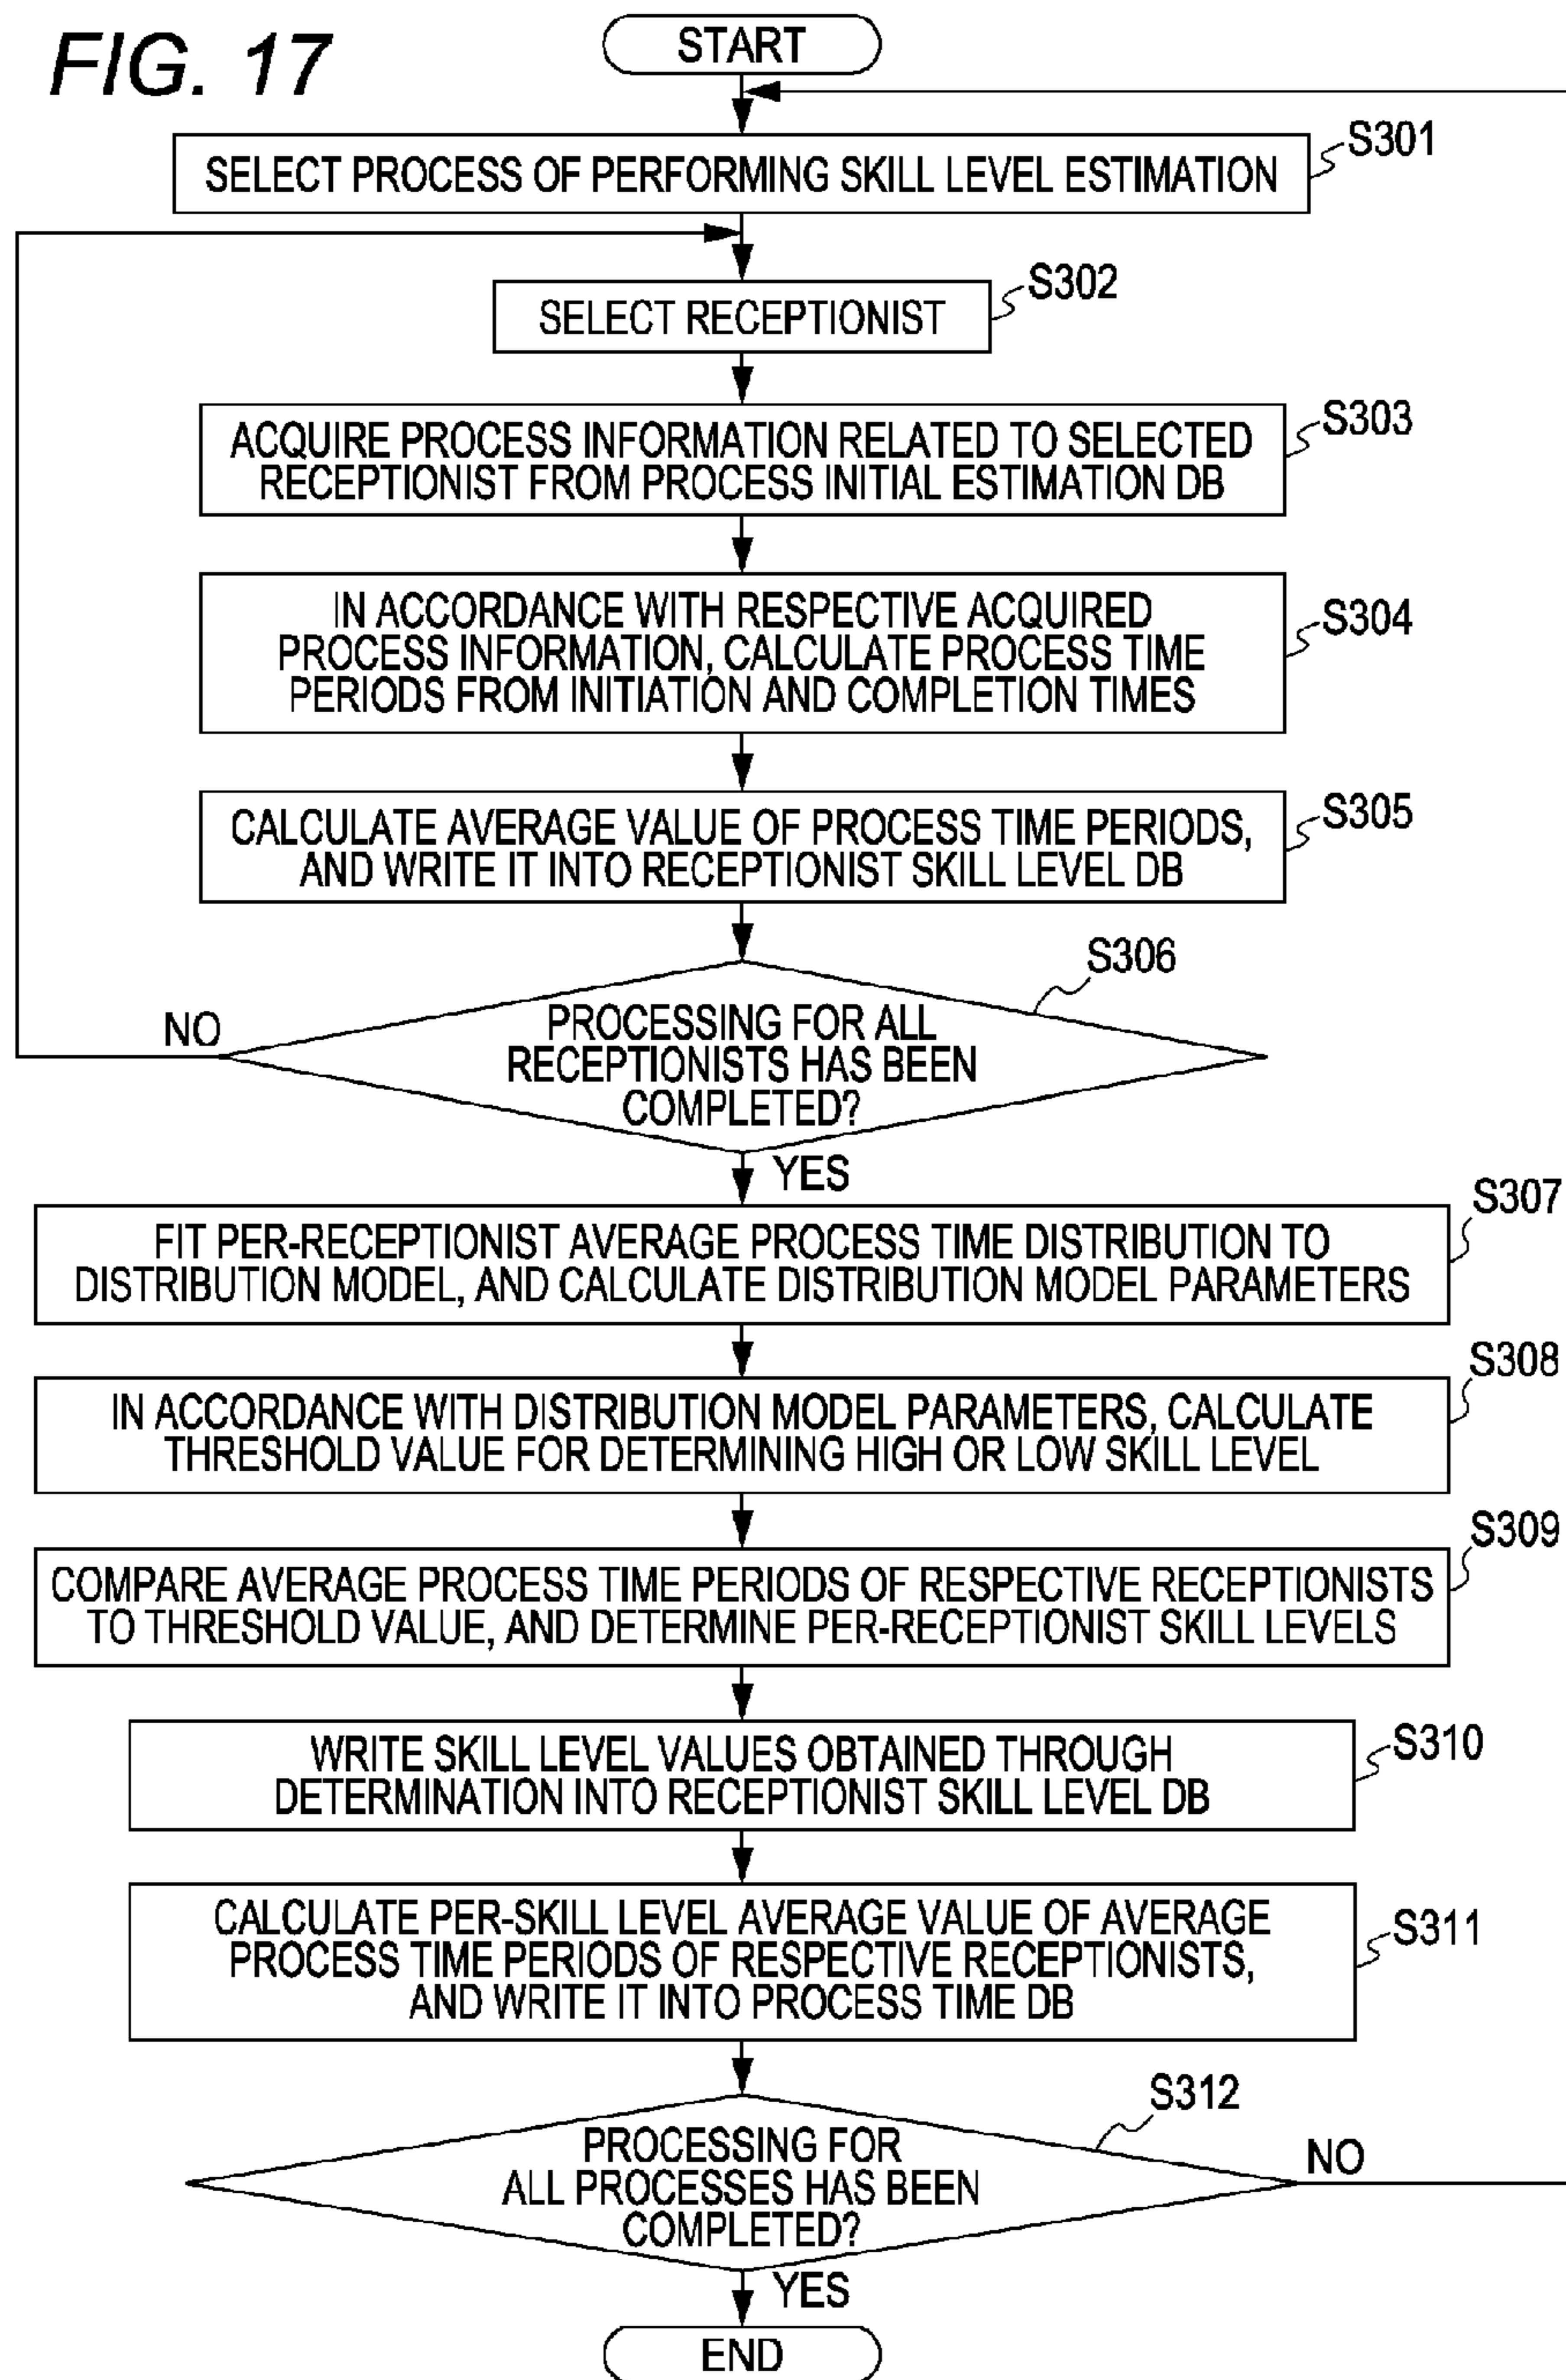 FIG. 17
START
SELECT PROCESS OF PERFORMING SKILL LEVEL ESTIMATION
S301
SELECT RECEPTIONIST
S302
ACQUIRE PROCESS INFORMATION RELATED TO SELECTED
RECEPTIONIST FROM PROCESS INITIAL ESTIMATION DB
S303
IN ACCORDANCE WITH RESPECTIVE ACQUIRED
PROCESS INFORMATION, CALCULATE PROCESS TIME
PERIODS FROM INITIATION AND COMPLETION TIMES
S304
CALCULATE AVERAGE VALUE OF PROCESS TIME PERIODS,
AND WRITE IT INTO RECEPTIONIST SKILL LEVEL DB
S305
PROCESSING FOR ALL
RECEPTIONISTS HAS BEEN
COMPLETED?
S306
NO
YES
FIT PER-RECEPTIONIST AVERAGE PROCESS TIME DISTRIBUTION TO
DISTRIBUTION MODEL, AND CALCULATE DISTRIBUTION MODEL PARAMETERS
S307
IN ACCORDANCE WITH DISTRIBUTION MODEL PARAMETERS, CALCULATE
THRESHOLD VALUE FOR DETERMINING HIGH OR LOW SKILL LEVEL
S308
COMPARE AVERAGE PROCESS TIME PERIODS OF RESPECTIVE RECEPTIONISTS
TO THRESHOLD VALUE, AND DETERMINE PER-RECEPTIONIST SKILL LEVELS
S309
WRITE SKILL LEVEL VALUES OBTAINED THROUGH
DETERMINATION INTO RECEPTIONIST SKILL LEVEL DB
S310
CALCULATE PER-SKILL LEVEL AVERAGE VALUE OF AVERAGE
PROCESS TIME PERIODS OF RESPECTIVE RECEPTIONISTS,
AND WRITE IT INTO PROCESS TIME DB
S311
PROCESSING FOR
ALL PROCESSES HAS BEEN
COMPLETED?
S312
NO
YES
END